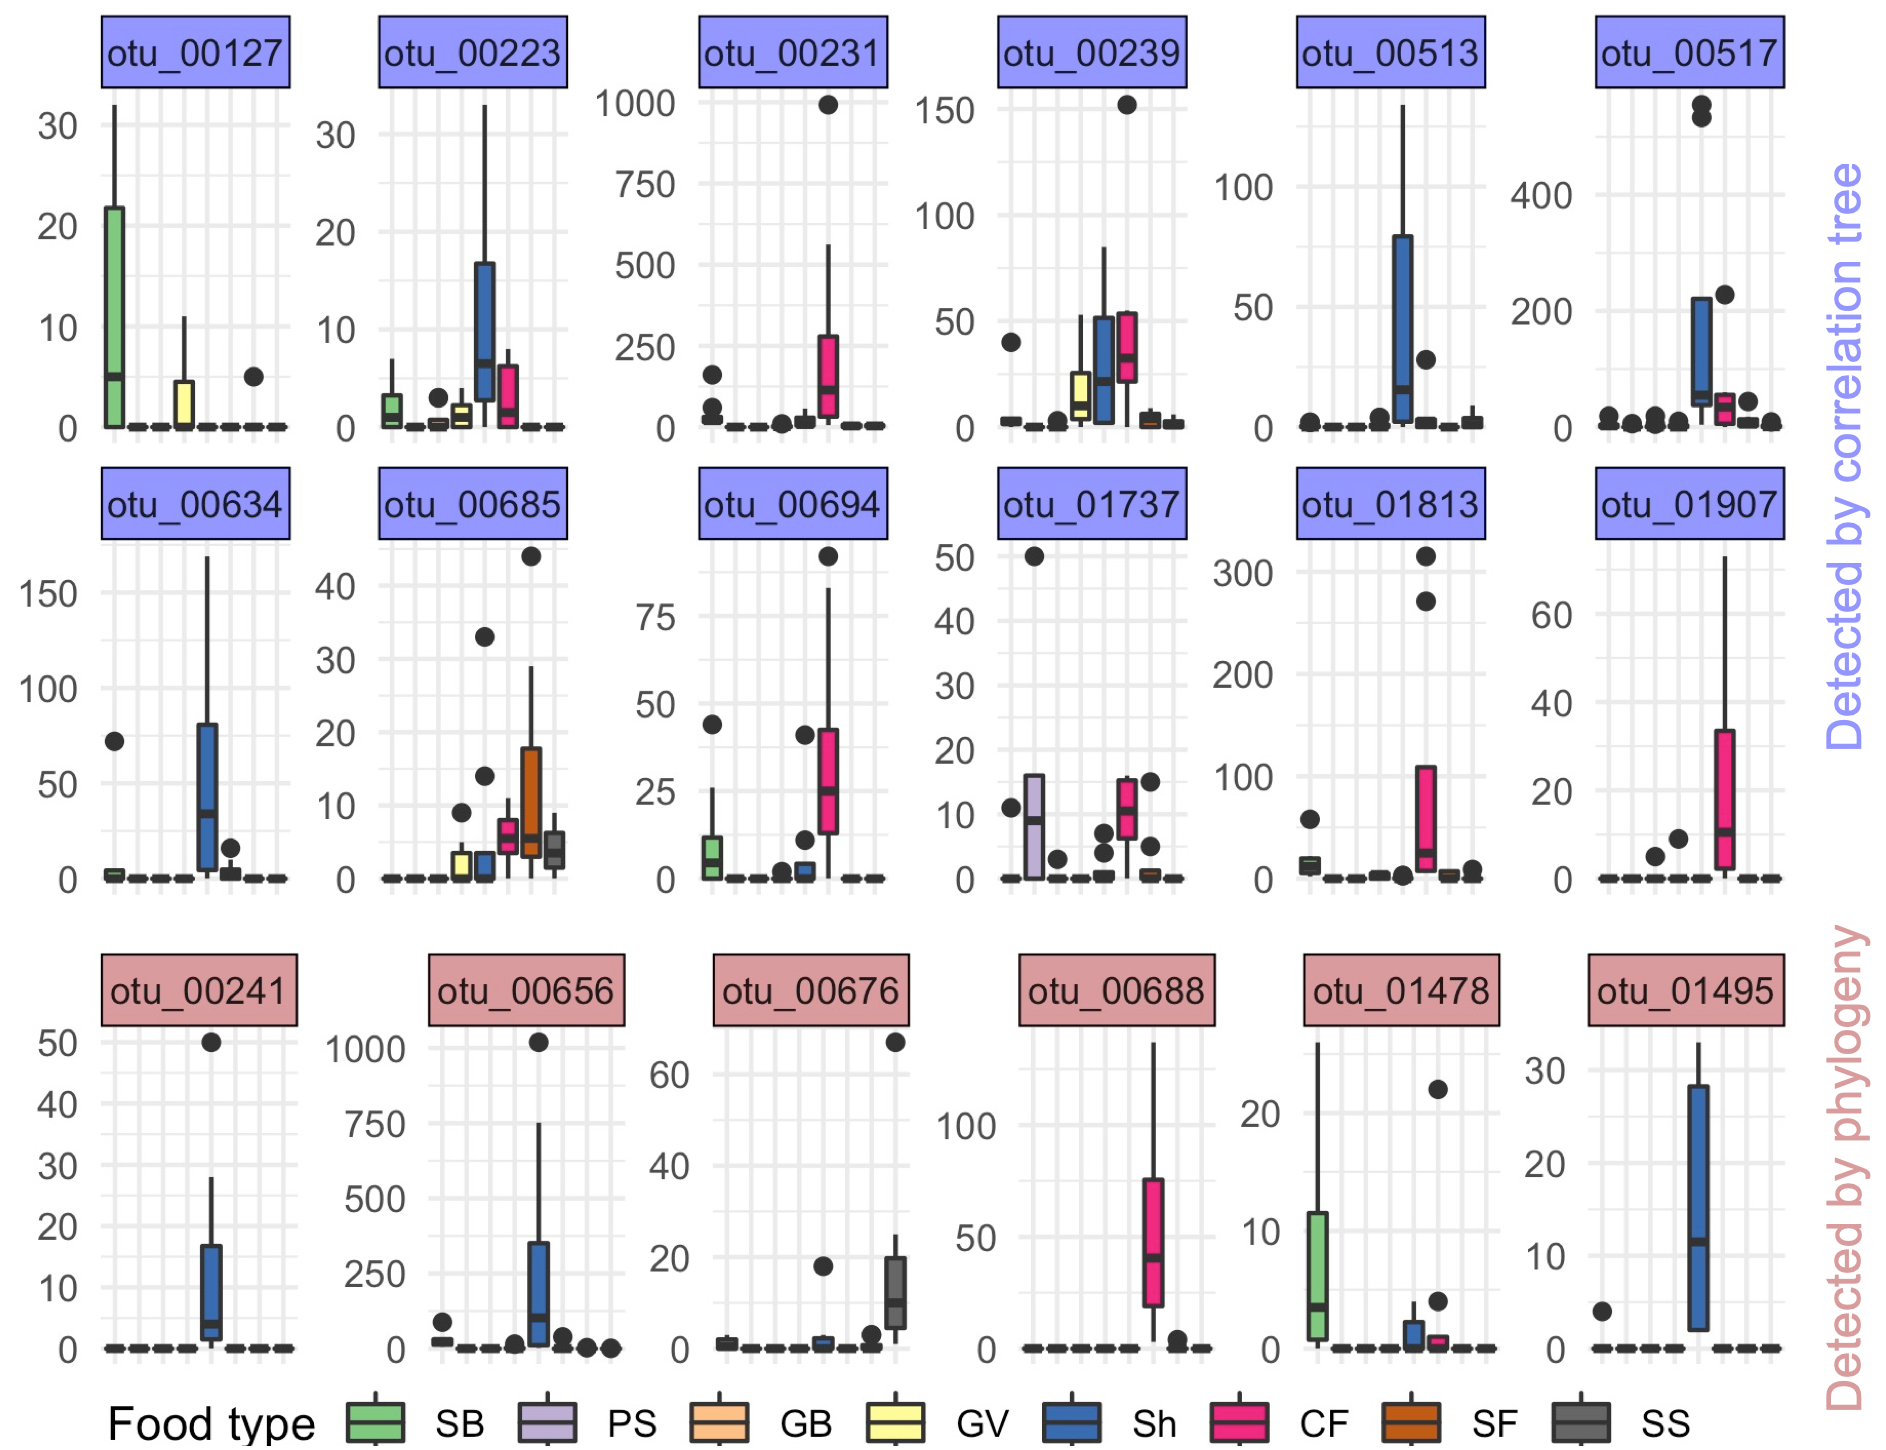 otu_00127 otu_00223 otu_00231 otu_00239 otu_00513 otu_00517
30 20 10 0
30 20 10 0
1000 750 500 250 0
150 100 50 0
100 50 0
400 200 0
otu_00634 otu_00685 otu_00694 otu_01737 otu_01813 otu_01907
150 100 50 0
40 30 20 10 0
75 50 25 0
50 40 30 20 10 0
300 200 100 0
60 40 20 0
Detected by correlation tree
otu_00241 otu_00656 otu_00676 otu_00688 otu_01478 otu_01495
50 40 30 20 10 0
1000 750 500 250 0
60 40 20 0
100 50 0
20 10 0
30 20 10 0
Detected by phylogeny
Food type SB PS GB GV Sh CF SF SS